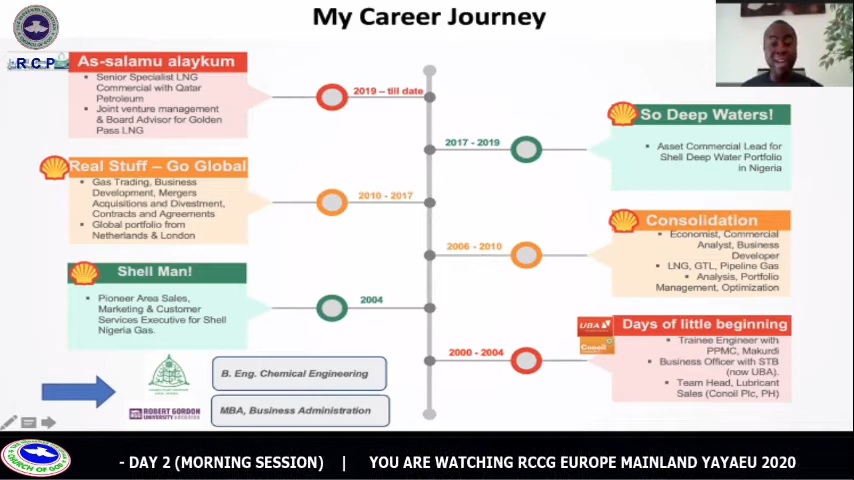 My Career Journey
R C P
As-salamu alaykum
Senior Specialist LNG
Commercial with Qatar
Petroleum
Joint venture management
& Board Advisor for Golden
Pass LNG
2019 – till date
So Deep Waters!
Asset Commercial Lead for
Shell Deep Water Portfolio
in Nigeria
2017 - 2019
Real Stuff – Go Global
Gas Trading, Business
Development, Mergers
Acquisitions and Divestment,
Contracts and Agreements
Global portfolio from
Netherlands & London
2010 - 2017
Consolidation
Economist, Commercial
Analyst, Business
Developer
LNG, GTL, Pipeline Gas
Analysis, Portfolio
Management, Optimization
2006 - 2010
Shell Man!
Pioneer Area Sales,
Marketing & Customer
Services Executive for Shell
Nigeria Gas.
2004
UBA
Conoil
Days of little beginning
Trainee Engineer with
PPMC, Makurdi
Business Officer with STB
(now UBA).
Team Head, Lubricant
Sales (Conoil Plc, PH)
2000 - 2004
B. Eng. Chemical Engineering
ROBERT GORDON
UNIVERSITY ABERDEEN
MBA, Business Administration
CHURCH OF GOD
- DAY 2 (MORNING SESSION) | YOU ARE WATCHING RCCG EUROPE MAINLAND YAYAEU 2020